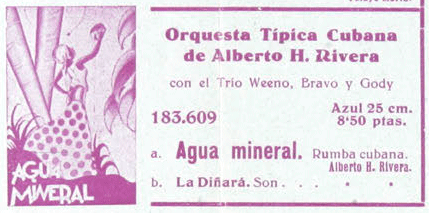 Orquesta Típica Cubana
de Alberto H. Rivera
con el Trío Weeno, Bravo y Gody
183.609
Azul 25 cm.
8'50 ptas.
a. Agua mineral. Rumba cubana.
Alberto H. Rivera.
b. La Diñará. Son . . . " " "
AGUA
MINERAL